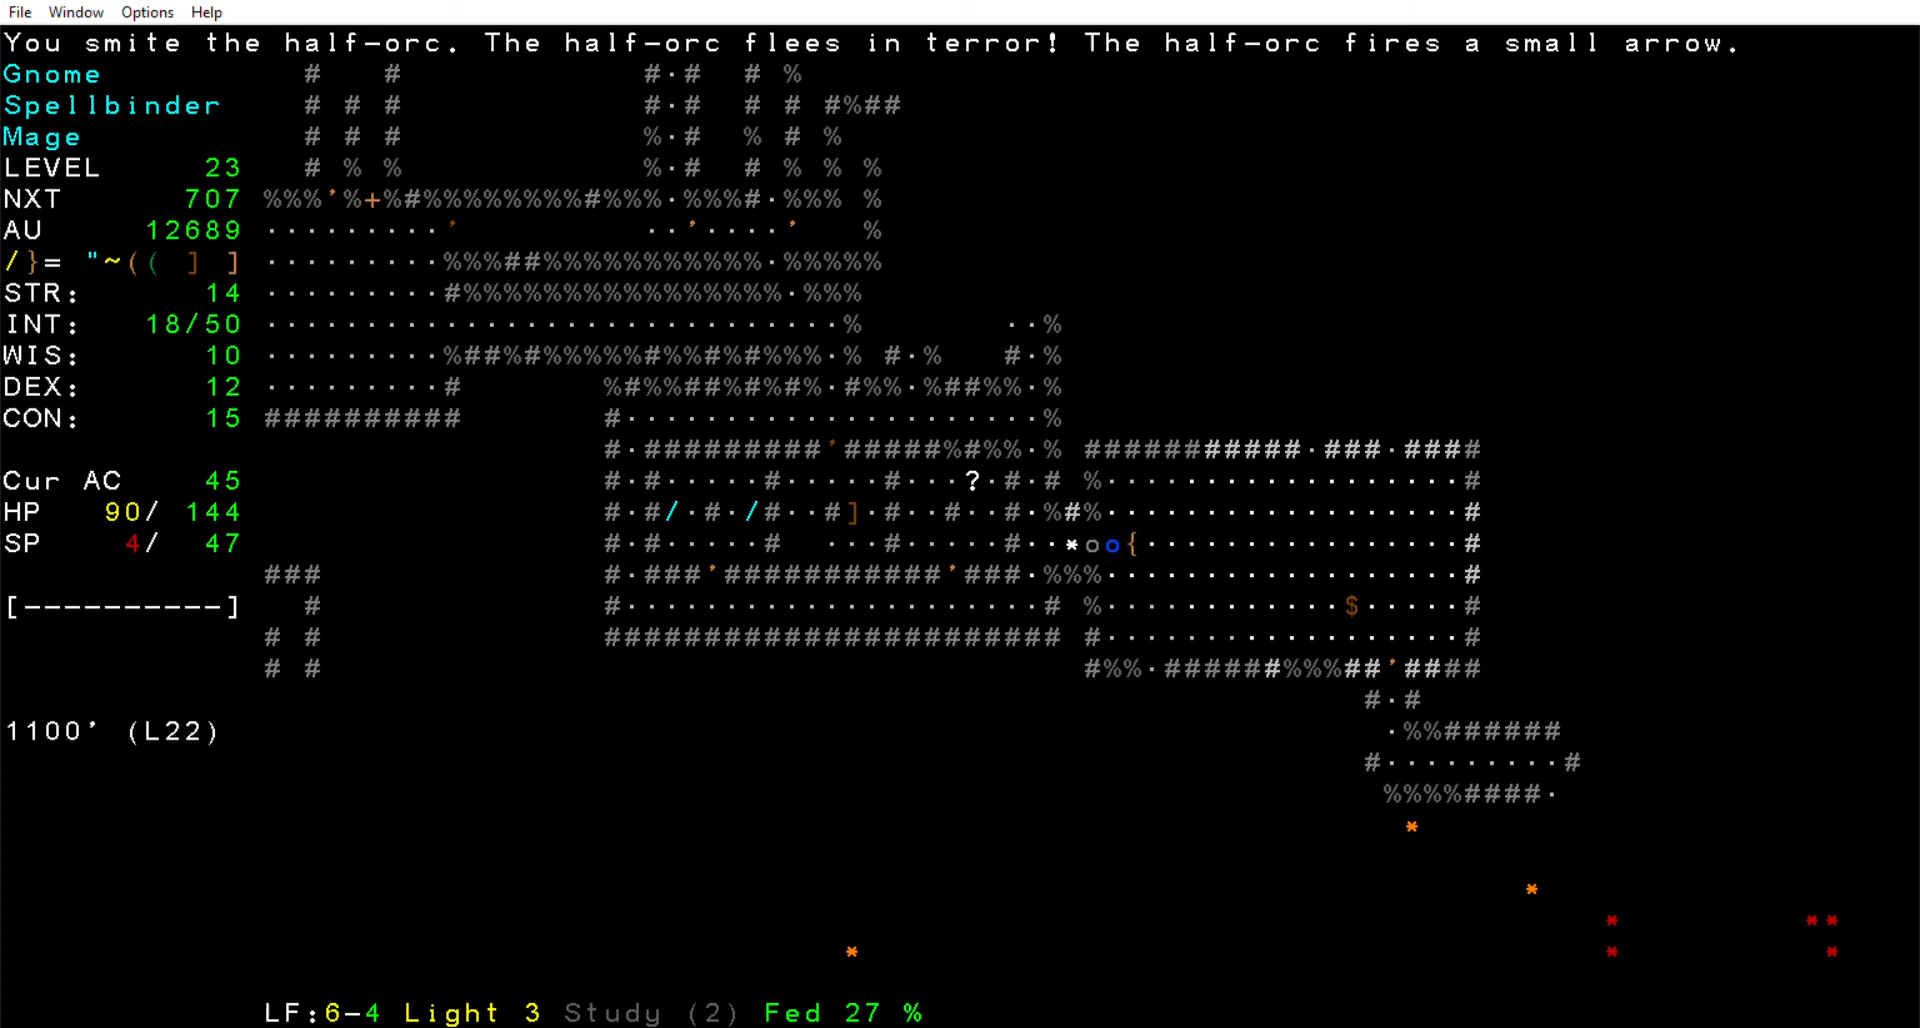 File Window Options Help
You smite the half-orc. The half-orc flees in terror! The half-orc fires a small arrow.
Gnome
Spellbinder
Mage
LEVEL 23
NXT 707
AU 12689
/}= "~(( ] ]
STR: 14
INT: 18/50
WIS: 10
DEX: 12
CON: 15
Cur AC 45
HP 90/ 144
SP 4/ 47
[----------]
1100' (L22)
LF:6-4 Light 3 Study (2) Fed 27 %